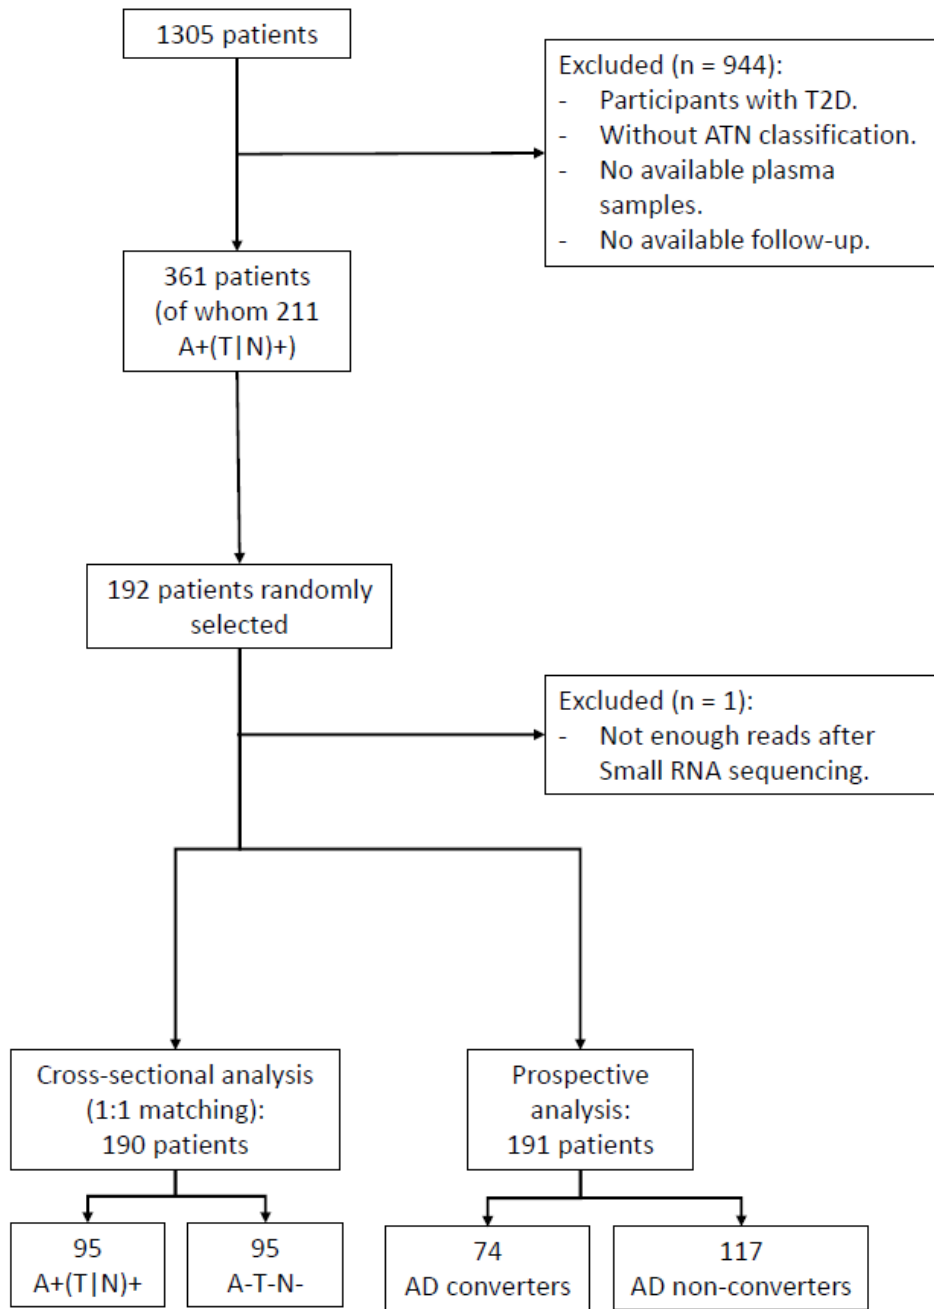 1305 patients
Excluded (n = 944):
- Participants with T2D.
- Without ATN classification.
- No available plasma
samples.
- No available follow-up.
361 patients
(of whom 211
A+(T|N)+)
192 patients randomly
selected
Excluded (n = 1):
- Not enough reads after
Small RNA sequencing.
Cross-sectional analysis
(1:1 matching):
190 patients
Prospective
analysis:
191 patients
95
A+(T|N)+
95
A-T-N-
74
AD converters
117
AD non-converters